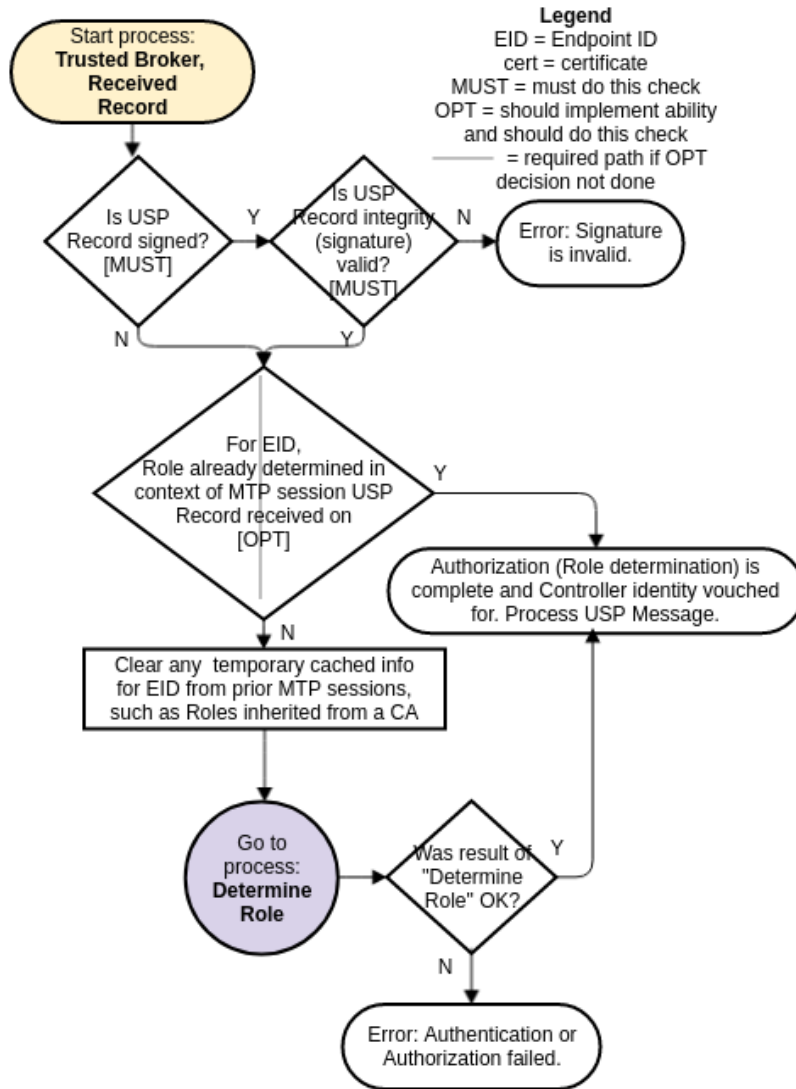 Start process:
Trusted Broker,
Received
Record
Legend
EID = Endpoint ID
cert = certificate
MUST = must do this check
OPT = should implement ability
and should do this check
= required path if OPT
decision not done
Is USP
Record signed?
[MUST]
Y
Is USP
Record integrity
(signature)
valid?
[MUST]
N
Error: Signature
is invalid.
N
Y
For EID,
Role already determined in
context of MTP session USP
Record received on
[OPT]
Y
Authorization (Role determination) is
complete and Controller identity vouched
for. Process USP Message.
N
Clear any temporary cached info
for EID from prior MTP sessions,
such as Roles inherited from a CA
Go to
process:
Determine
Role
Was result of
"Determine
Role" OK?
Y
N
Error: Authentication or
Authorization failed.